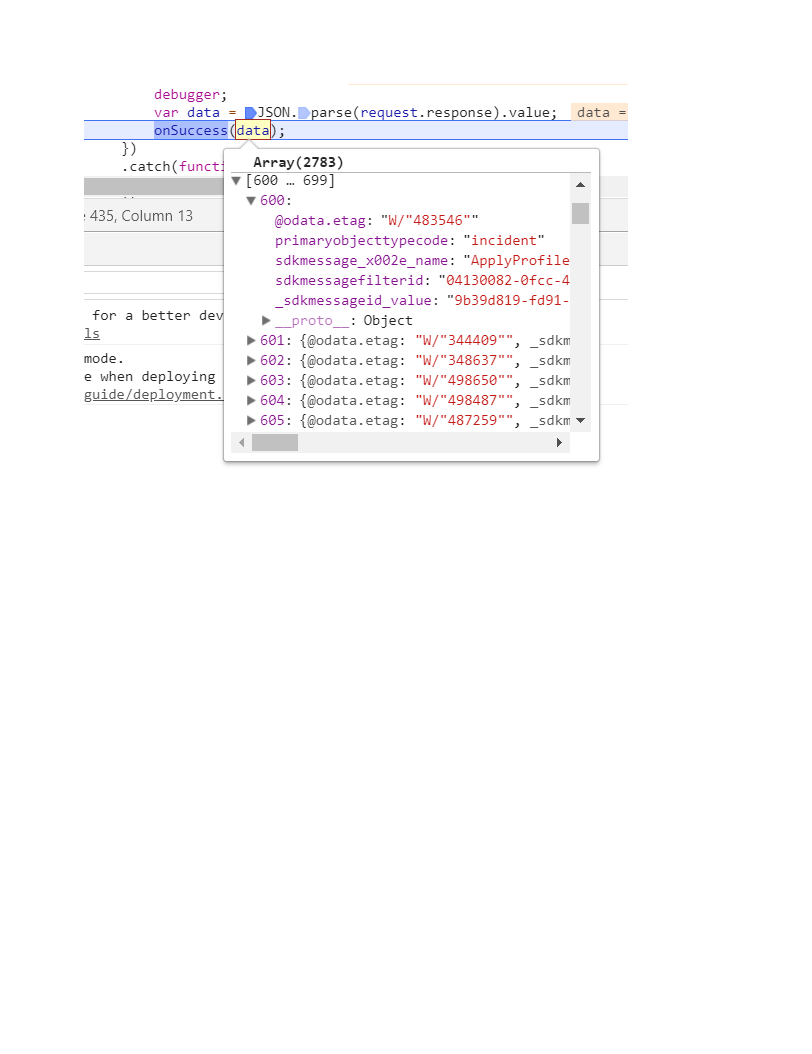 debugger;
var data = JSON.parse(request.response).value; data =
onSuccess(data);
})
.catch(functi
Array(2783)
[600 … 699]
600:
@odata.etag: "W/"483546""
primaryobjecttypecode: "incident"
sdkmessage_x002e_name: "ApplyProfile
sdkmessagefilterid: "04130082-0fcc-4
_sdkmessageid_value: "9b39d819-fd91-
__proto__: Object
601: {@odata.etag: "W/"344409"", _sdkm
602: {@odata.etag: "W/"348637"", _sdkm
603: {@odata.etag: "W/"498650"", _sdkm
604: {@odata.etag: "W/"498487"", _sdkm
605: {@odata.etag: "W/"487259"", _sdkm
e 435, Column 13
for a better dev
ls
mode.
e when deploying
guide/deployment.